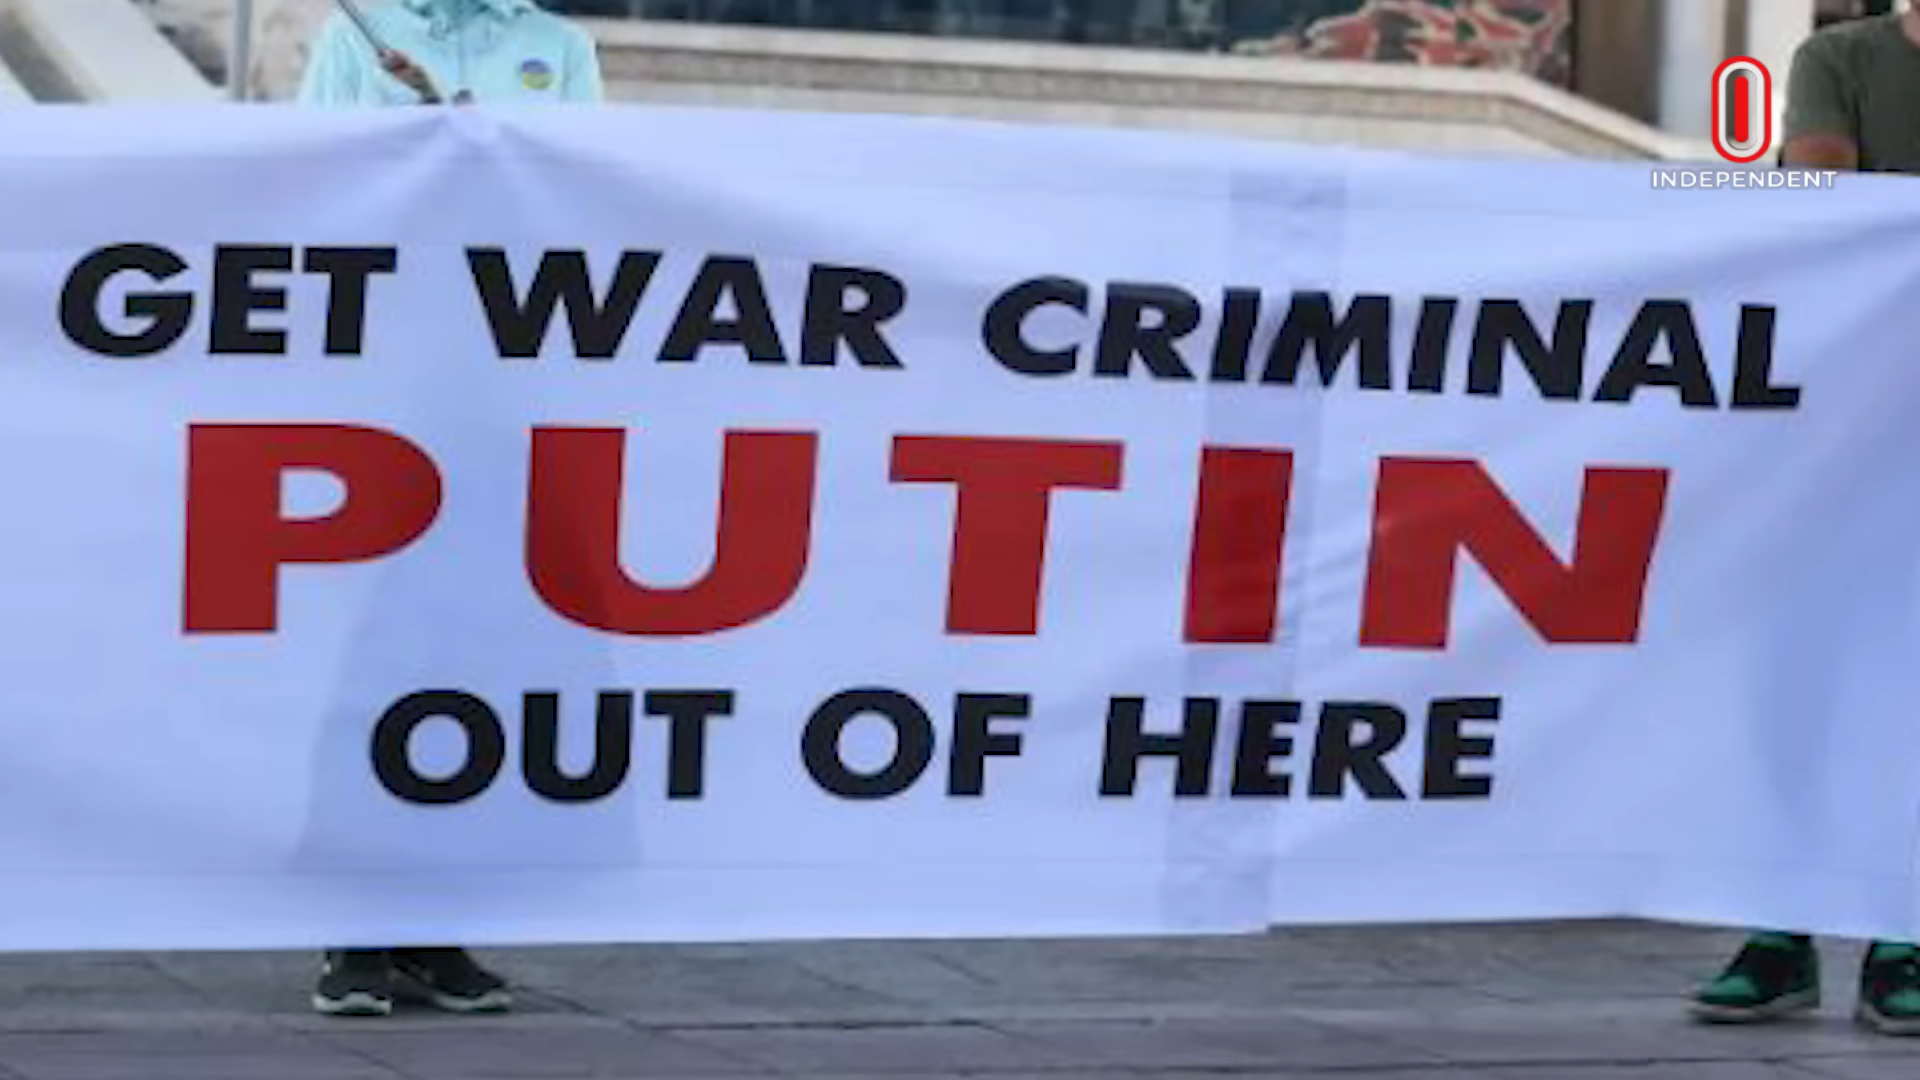 INDEPENDENT
GET WAR CRIMINAL
PUTIN
OUT OF HERE